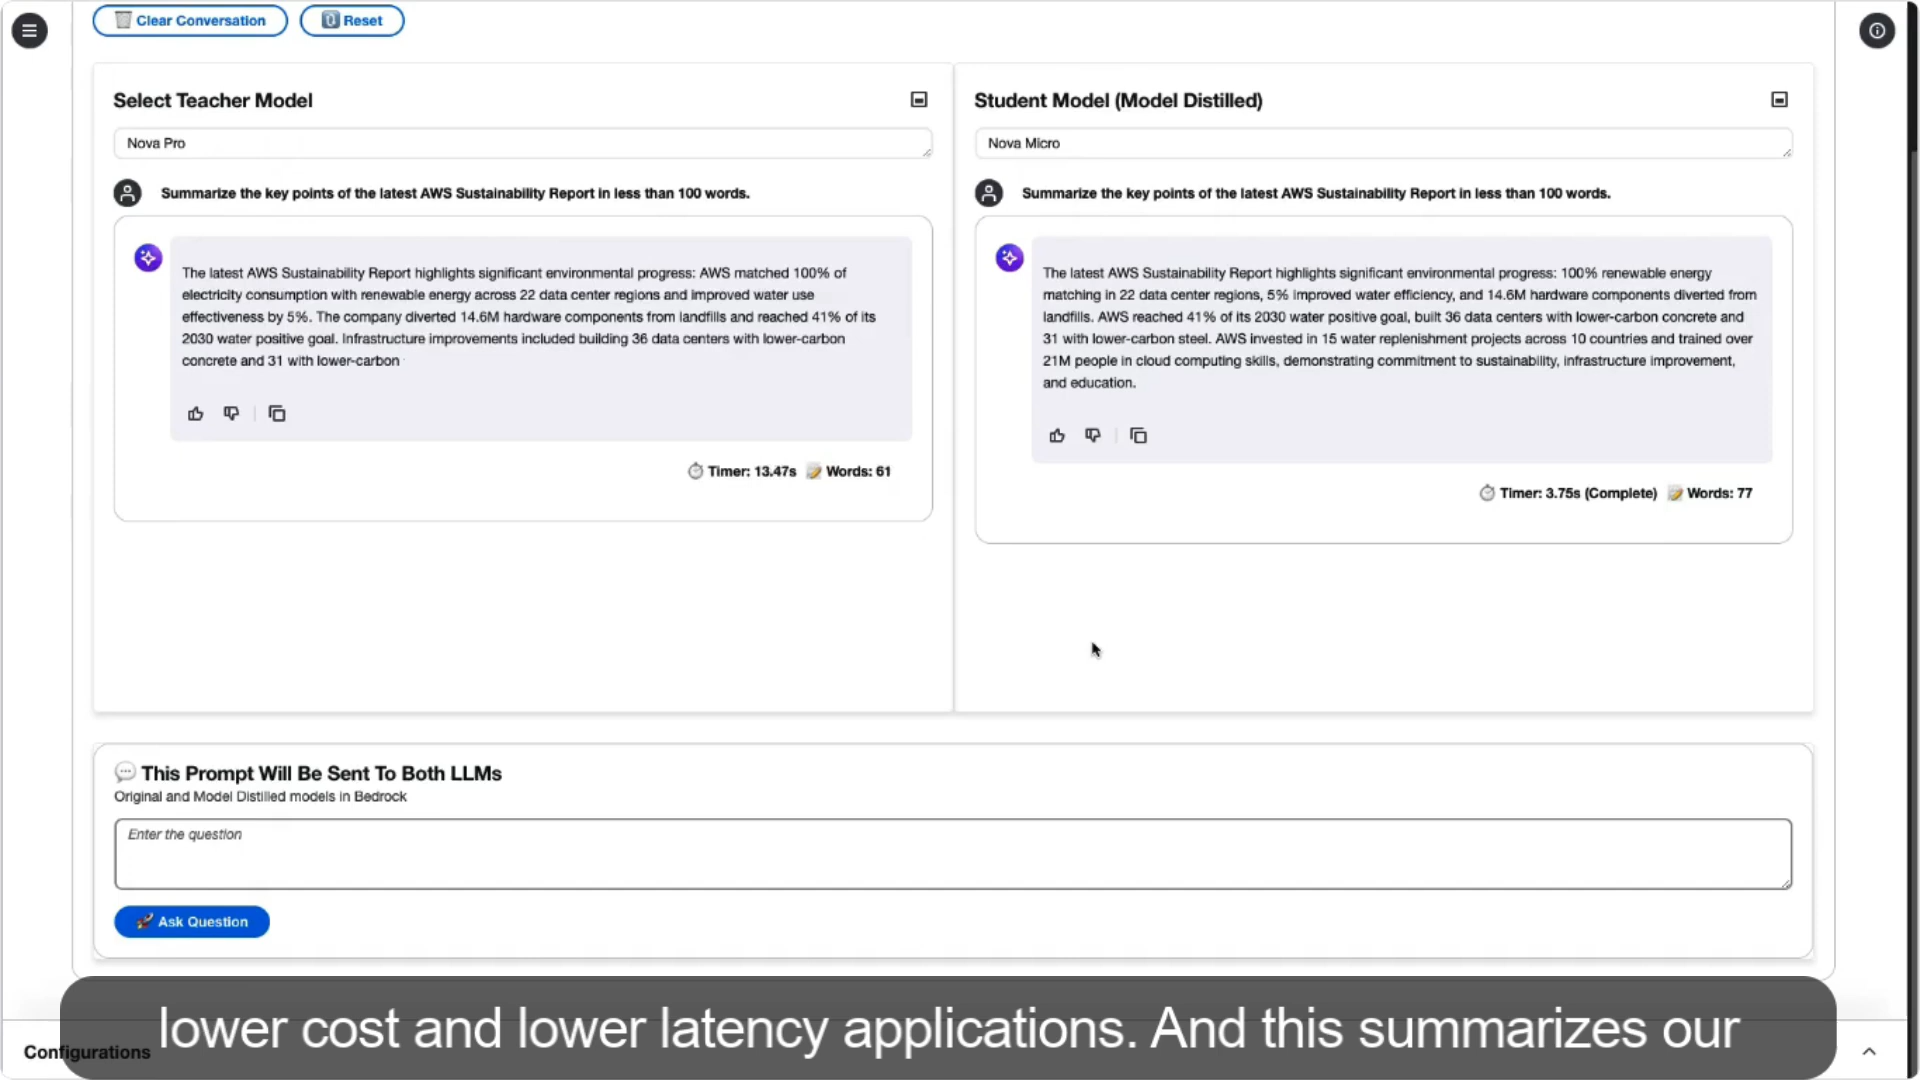 Clear Conversation
Reset
Select Teacher Model
Nova Pro
Summarize the key points of the latest AWS Sustainability Report in less than 100 words.
The latest AWS Sustainability Report highlights significant environmental progress: AWS matched 100% of
electricity consumption with renewable energy across 22 data center regions and improved water use
effectiveness by 5%. The company diverted 14.6M hardware components from landfills and reached 41% of its
2030 water positive goal. Infrastructure improvements included building 36 data centers with lower-carbon
concrete and 31 with lower-carbon
Timer: 13.47s Words: 61
Student Model (Model Distilled)
Nova Micro
Summarize the key points of the latest AWS Sustainability Report in less than 100 words.
The latest AWS Sustainability Report highlights significant environmental progress: 100% renewable energy
matching in 22 data center regions, 5% improved water efficiency, and 14.6M hardware components diverted from
landfills. AWS reached 41% of its 2030 water positive goal, built 36 data centers with lower-carbon concrete and
31 with lower-carbon steel. AWS invested in 15 water replenishment projects across 10 countries and trained over
21M people in cloud computing skills, demonstrating commitment to sustainability, infrastructure improvement,
and education.
Timer: 3.75s (Complete) Words: 77
This Prompt Will Be Sent To Both LLMs
Original and Model Distilled models in Bedrock
Enter the question
Ask Question
lower cost and lower latency applications. And this summarizes our
Configurations